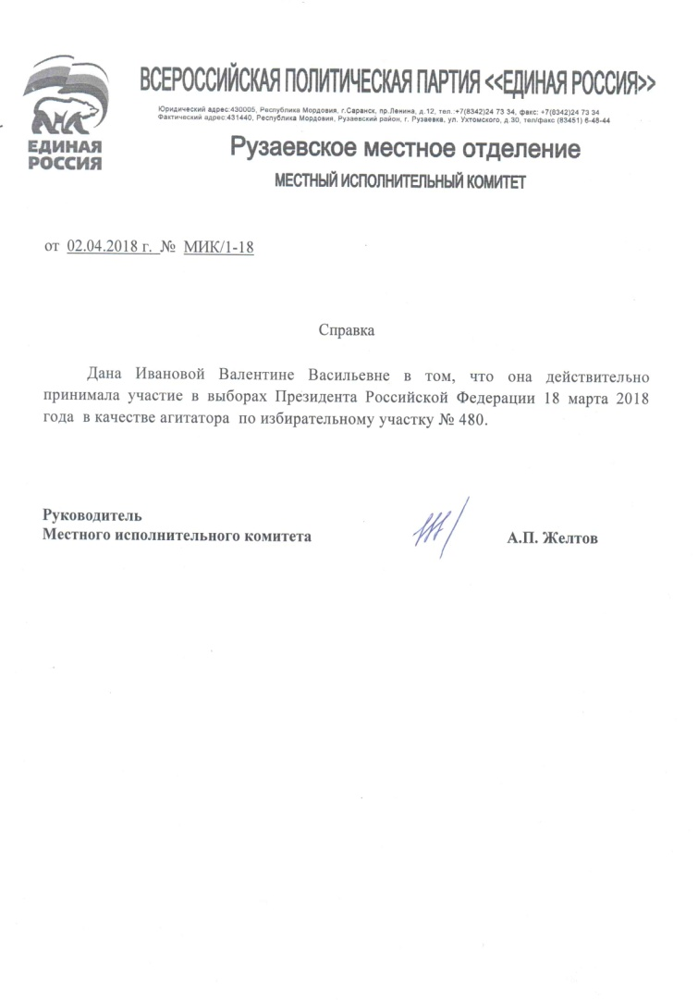 ВСЕРОССИЙСКАЯ ПОЛИТИЧЕСКАЯ ПАРТИЯ <<ЕДИНАЯ РОССИЯ>>
Юридический адрес:430005, Республика Мордовия, г.Саранск, пр.Ленина, д.12, тел.:+7(8342)24 73 34, факс: +7(8342)24 73 34
Фактический адрес:431440, Республика Мордовия, Рузаевский район, г. Рузаевка, ул. Ухтомского, д.30, тел/факс (83451) 6-48-44
ЕДИНАЯ
РОССИЯ
Рузаевское местное отделение
МЕСТНЫЙ ИСПОЛНИТЕЛЬНЫЙ КОМИТЕТ
от 02.04.2018 г. № МИК/1-18
Справка
Дана Ивановой Валентине Васильевне в том, что она действительно
принимала участие в выборах Президента Российской Федерации 18 марта 2018
года в качестве агитатора по избирательному участку № 480.
Руководитель
Местного исполнительного комитета
А.П. Желтов